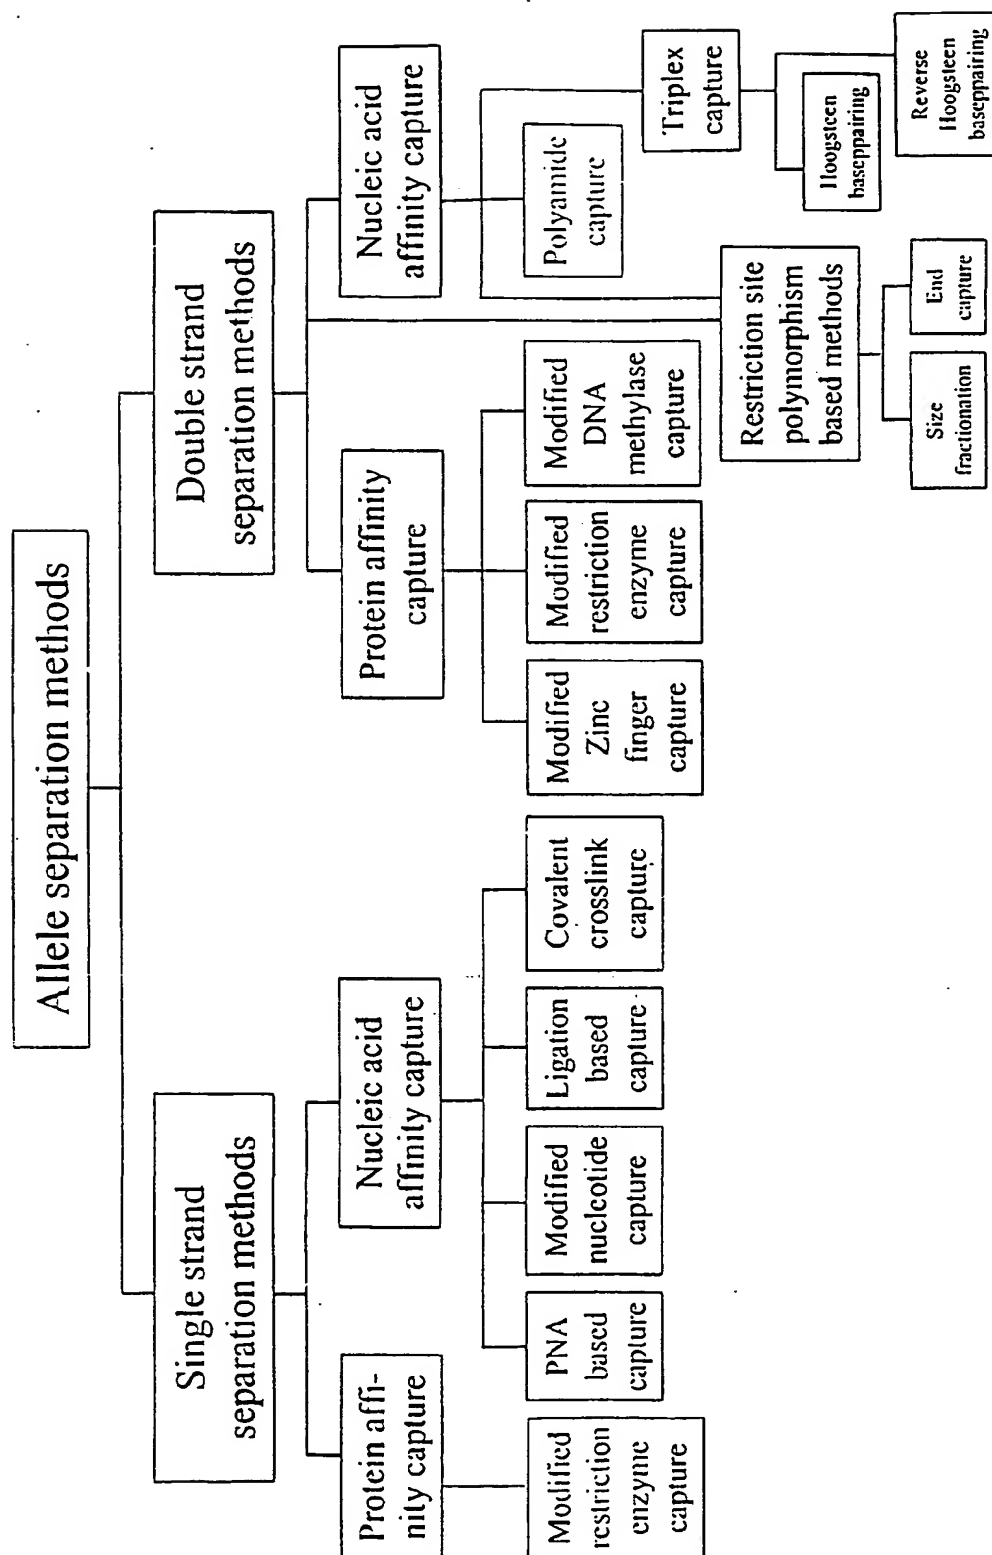 Allele separation methods
Single strand
separation methods
Double strand
separation methods
Protein affi-
nity capture
Nucleic acid
affinity capture
Protein affinity
capture
Nucleic acid
affinity capture
Modified
restriction
enzyme
capture
PNA
based
capture
Modified
nucleotide
capture
Ligation
based
capture
Covalent
crosslink
capture
Modified
Zinc
finger
capture
Modified
restriction
enzyme
capture
Modified
DNA
methylase
capture
Polyamide
capture
Triplex
capture
Restriction site
polymorphism
based methods
Hoogsteen
baseppairing
Reverse
Hoogsteen
baseppairing
Size
fractionation
End
capture